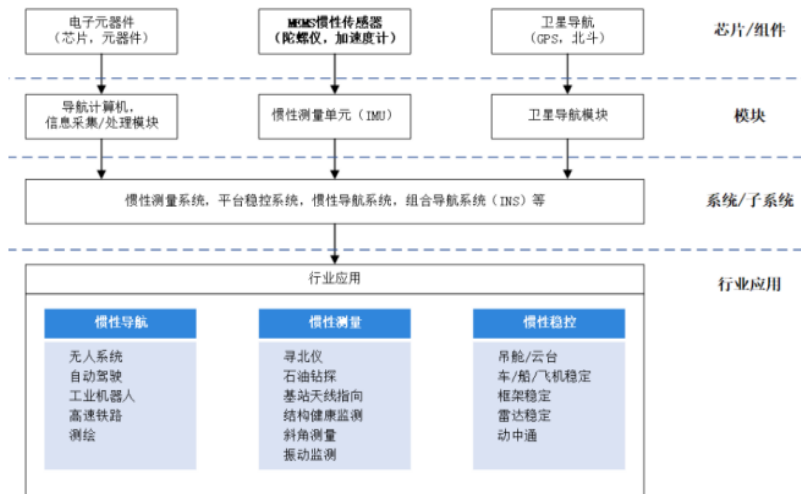 电子元器件
（芯片，元器件）
MEMS惯性传感器
（陀螺仪，加速度计）
卫星导航
（GPS，北斗）
芯片/组件
导航计算机，
信息采集/处理模块
惯性测量单元（IMU）
卫星导航模块
模块
惯性测量系统，平台稳控系统，惯性导航系统，组合导航系统（INS）等
系统/子系统
行业应用
行业应用
惯性导航
无人系统
自动驾驶
工业机器人
高速铁路
测绘
惯性测量
寻北仪
石油钻探
基站天线指向
结构健康监测
斜角测量
振动监测
惯性稳控
吊舱/云台
车/船/飞机稳定
框架稳定
雷达稳定
动中通